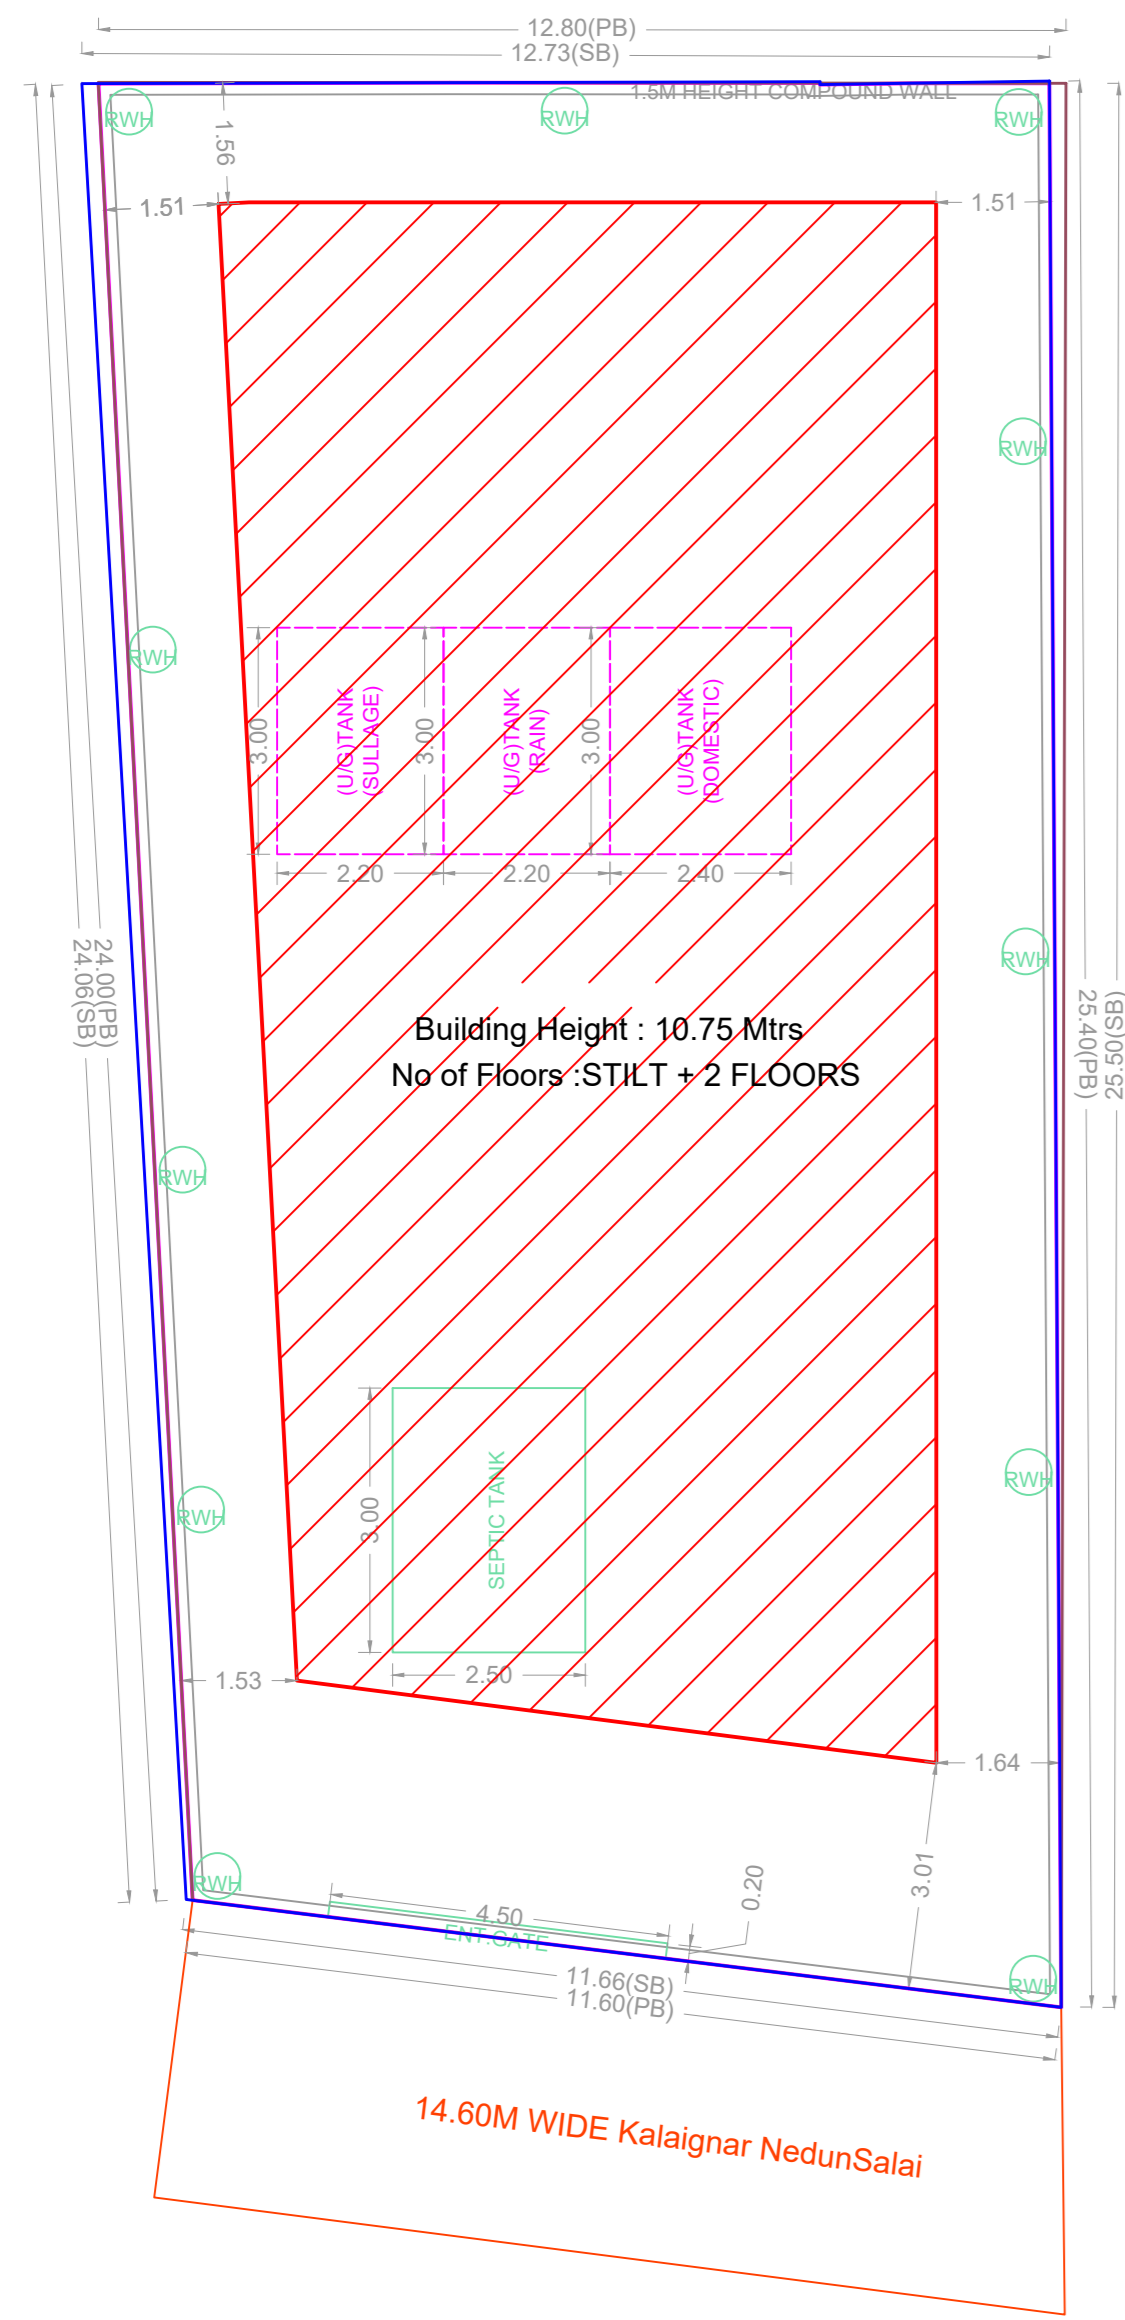 12.80(PB)
12.73(SB)
1.5M HEIGHT COMPOUND WALL
RWH
RWH
RWH
1.56
1.51
1.51
RWH
RWH
3.00
(U/G)TANK
(SULLAGE)
3.00
(U/G)TANK
(RAIN)
3.00
(U/G)TANK
(DOMESTIC)
2.20
2.20
2.40
RWH
24.00(PB)
24.06(SB)
25.50(SB)
25.40(PB)
Building Height : 10.75 Mtrs
No of Floors :STILT + 2 FLOORS
RWH
RWH
RWH
3.00
SEPTIC TANK
2.50
1.53
1.64
3.01
0.20
RWH
4.50
ENT.GATE
RWH
11.66(SB)
11.60(PB)
14.60M WIDE Kalaignar NedunSalai